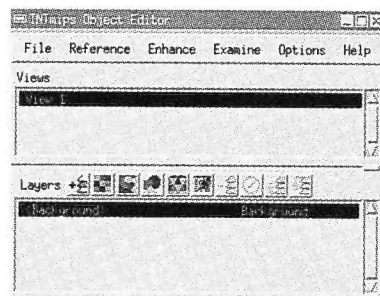 TNTmips Object Editor
File Reference Enhance Examine Options Help
Views
View 1
Layers
Background Background